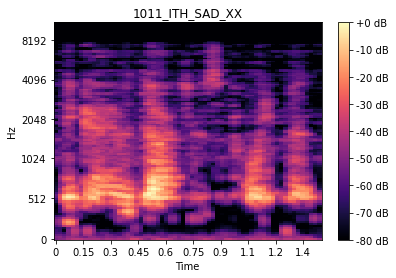 1011_ITH_SAD_XX
8192
4096
2048
1024
512
0
Hz
0 0.15 0.3 0.45 0.6 0.75 0.9 1.1 1.2 1.4
Time
+0 dB
-10 dB
-20 dB
-30 dB
-40 dB
-50 dB
-60 dB
-70 dB
-80 dB